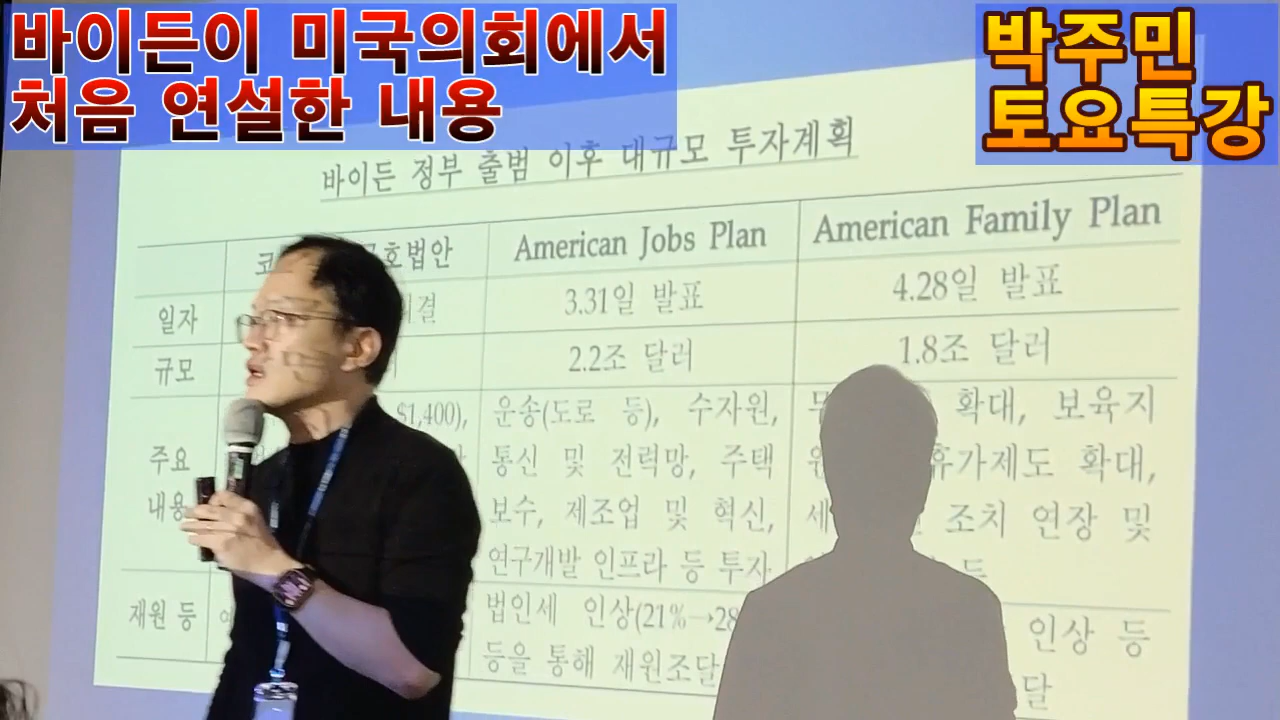 바이든이 미국의회에서
처음 연설한 내용
박주민
토요특강
바이든 정부 출범 이후 대규모 투자계획
American Jobs Plan
American Family Plan
일자
3.31일 발표
4.28일 발표
규모
2.2조 달러
1.8조 달러
주요
내용
$1,400),
운송(도로 등), 수자원,
통신 및 전력망, 주택
보수, 제조업 및 혁신,
연구개발 인프라 등 투자
확대, 보육지
휴가제도 확대,
조치 연장 및
등
재원 등
법인세 인상(21%→28
등을 통해 재원조달
인상 등